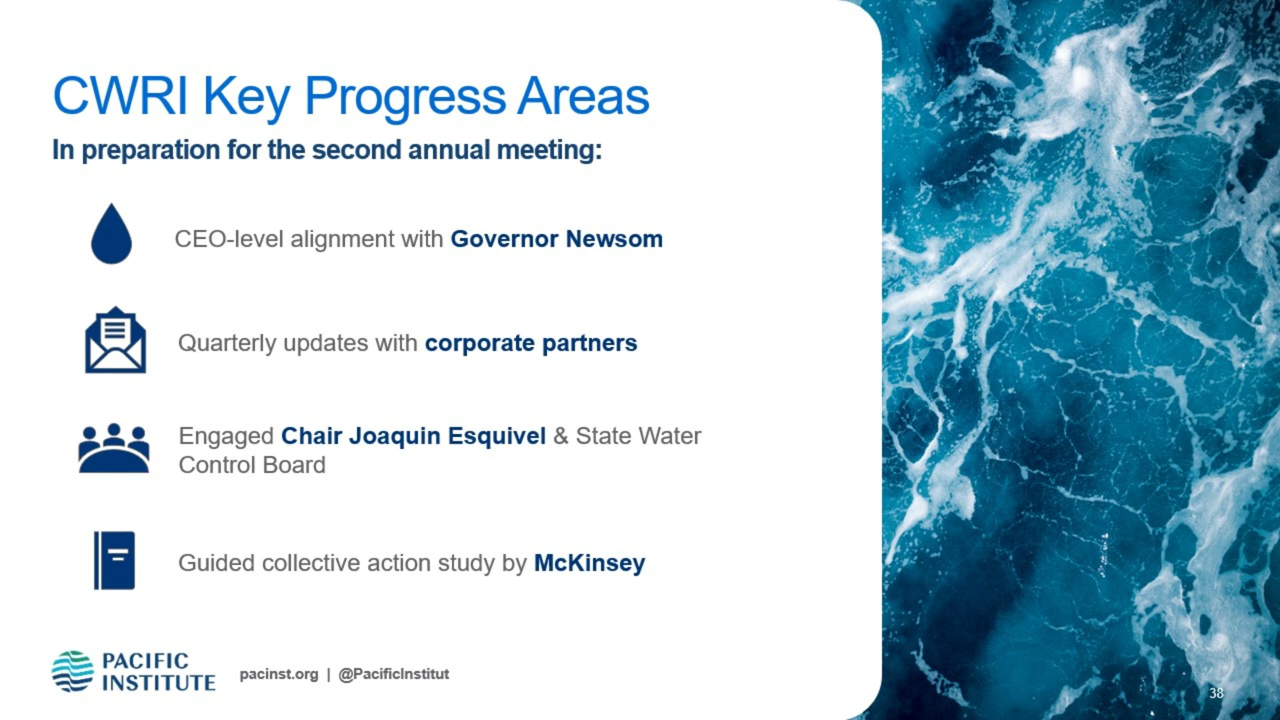 CWRI Key Progress Areas
In preparation for the second annual meeting:
CEO-level alignment with Governor Newsom
Quarterly updates with corporate partners
Engaged Chair Joaquin Esquivel & State Water
Control Board
Guided collective action study by McKinsey
PACIFIC
INSTITUTE
pacinst.org | @PacificInstitut
38